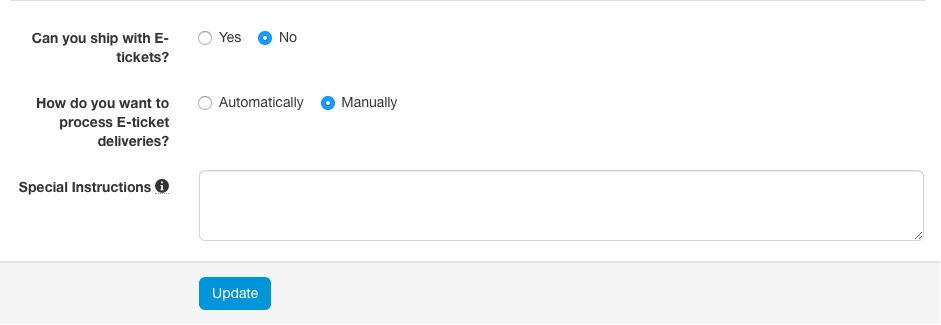 Can you ship with E-
tickets?
Yes No
How do you want to
process E-ticket
deliveries?
Automatically Manually
Special Instructions
Update